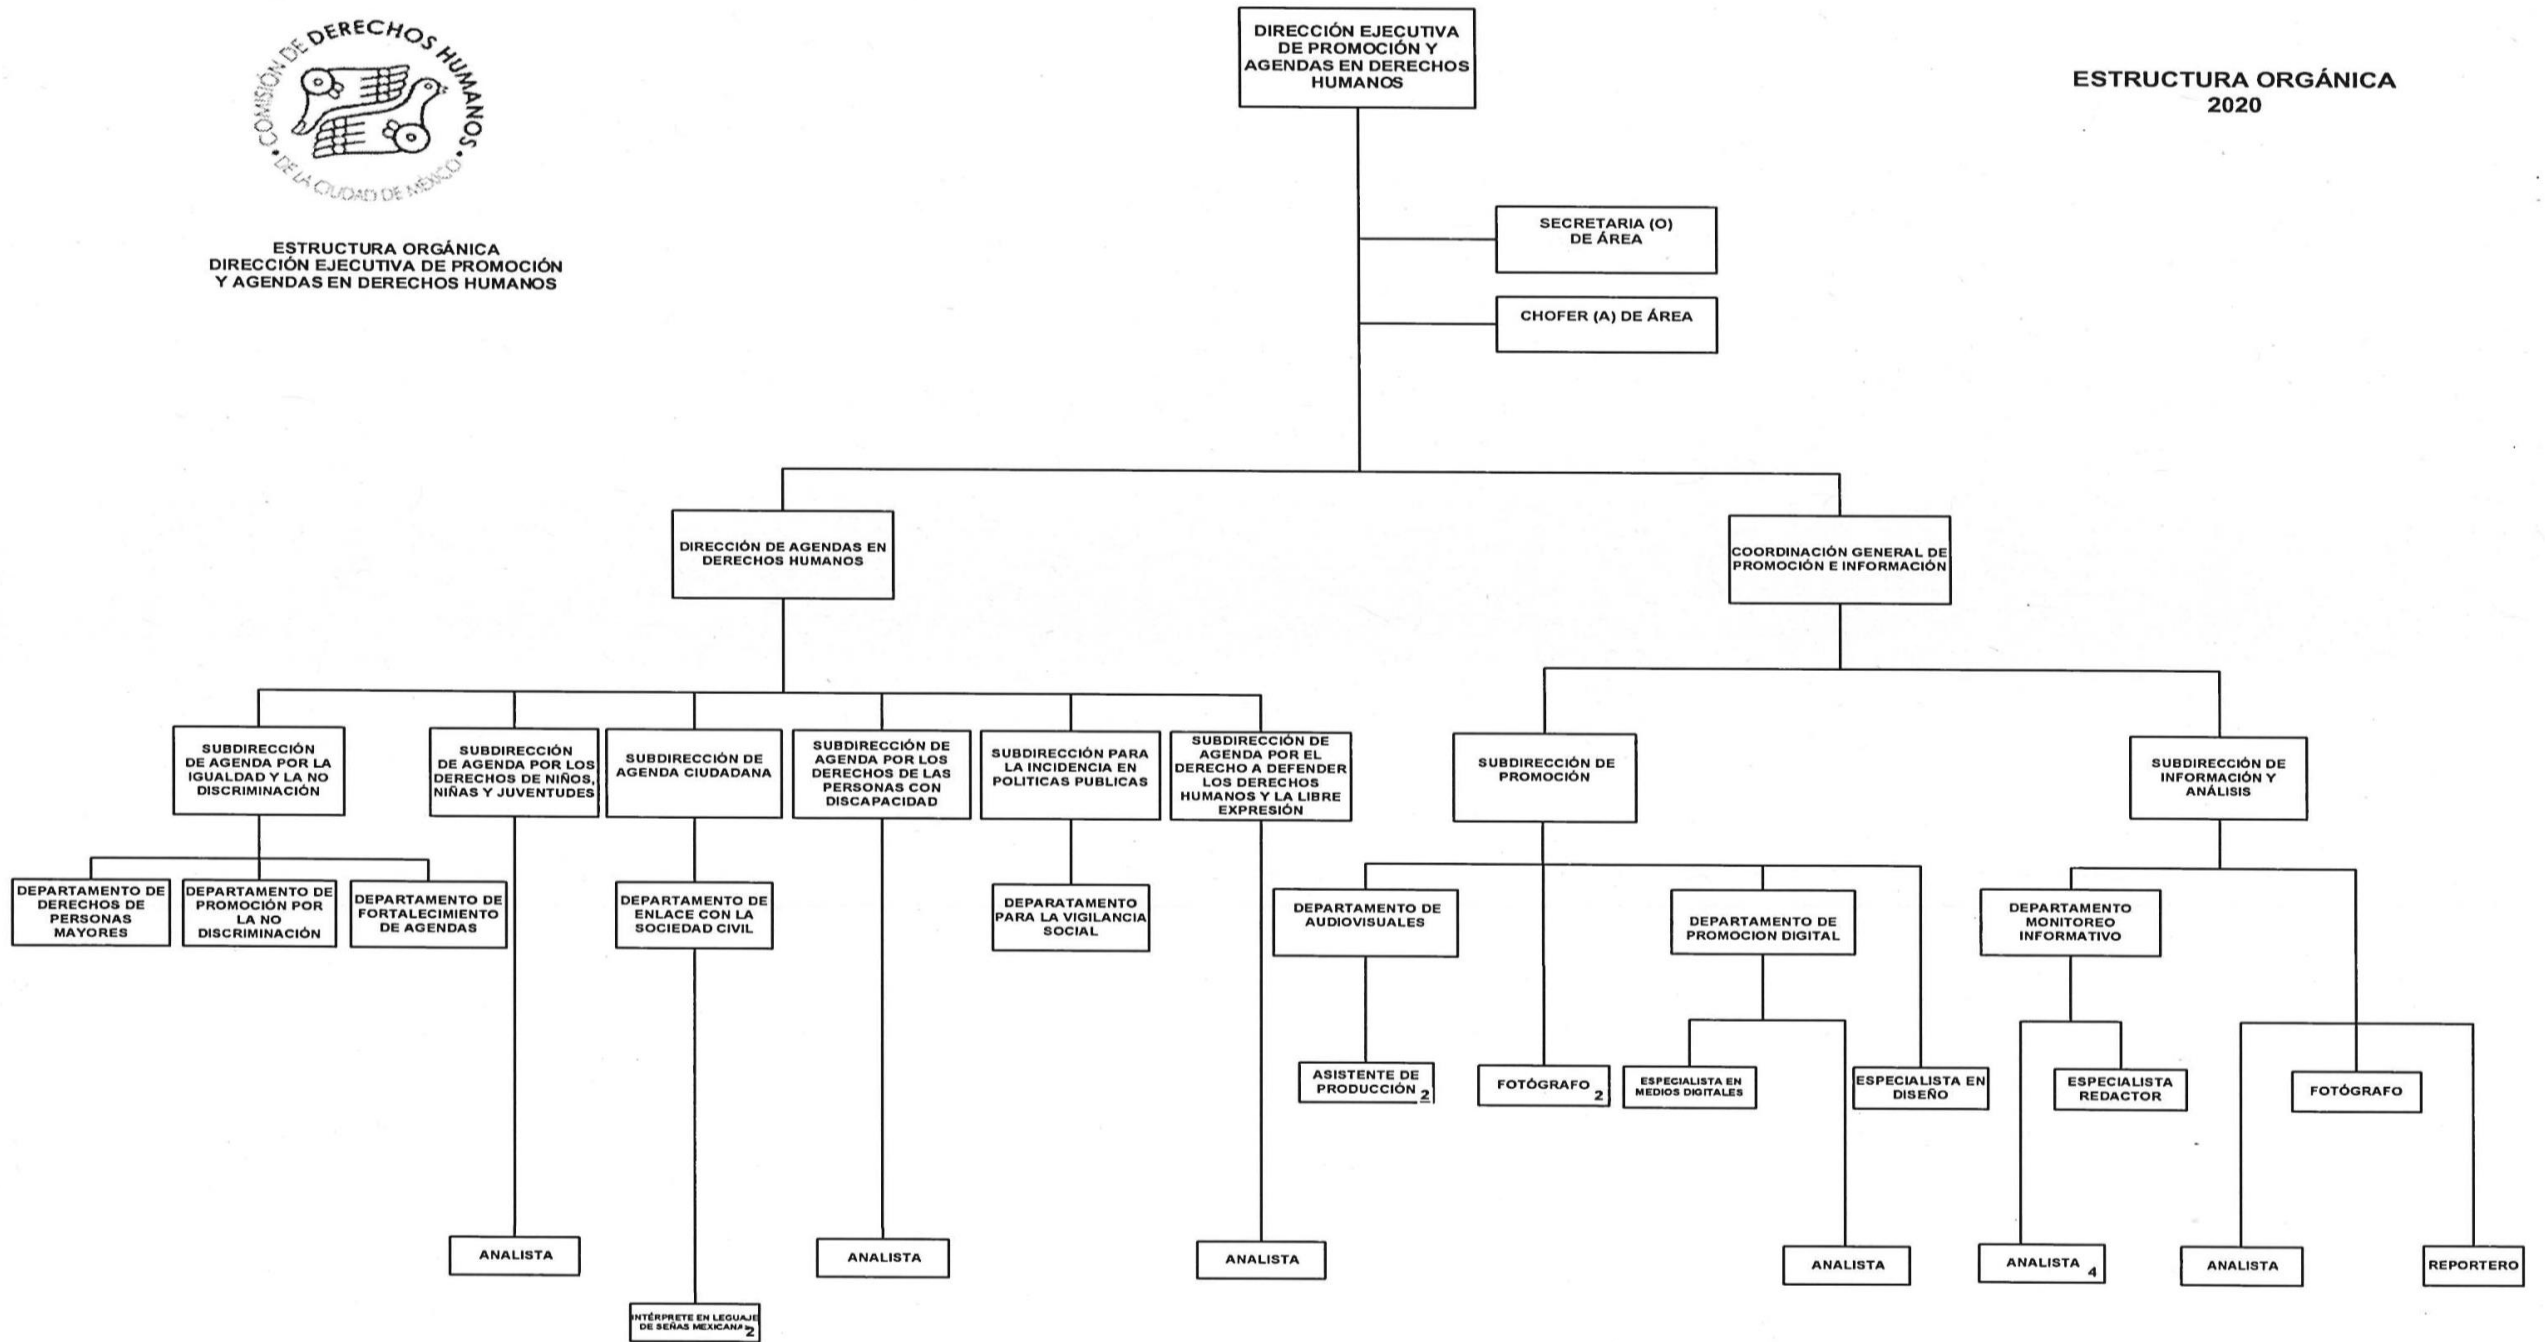 COMISIÓN DE DERECHOS HUMANOS
DE LA CIUDAD DE MÉXICO
ESTRUCTURA ORGÁNICA
DIRECCIÓN EJECUTIVA DE PROMOCIÓN
Y AGENDAS EN DERECHOS HUMANOS
DIRECCIÓN EJECUTIVA
DE PROMOCIÓN Y
AGENDAS EN DERECHOS
HUMANOS
ESTRUCTURA ORGÁNICA
2020
SECRETARIA (O)
DE ÁREA
CHOFER (A) DE ÁREA
DIRECCIÓN DE AGENDAS EN
DERECHOS HUMANOS
COORDINACIÓN GENERAL DE
PROMOCIÓN E INFORMACIÓN
SUBDIRECCIÓN
DE AGENDA POR LA
IGUALDAD Y LA NO
DISCRIMINACIÓN
SUBDIRECCIÓN
DE AGENDA POR LOS
DERECHOS DE NIÑOS,
NIÑAS Y JUVENTUDES
SUBDIRECCIÓN DE
AGENDA CIUDADANA
SUBDIRECCIÓN DE
AGENDA POR LOS
DERECHOS DE LAS
PERSONAS CON
DISCAPACIDAD
SUBDIRECCIÓN PARA
LA INCIDENCIA EN
POLITICAS PUBLICAS
SUBDIRECCIÓN DE
AGENDA POR EL
DERECHO A DEFENDER
LOS DERECHOS
HUMANOS Y LA LIBRE
EXPRESIÓN
SUBDIRECCIÓN DE
PROMOCIÓN
SUBDIRECCIÓN DE
INFORMACIÓN Y
ANÁLISIS
DEPARTAMENTO DE
DERECHOS DE
PERSONAS
MAYORES
DEPARTAMENTO DE
PROMOCIÓN POR
LA NO
DISCRIMINACIÓN
DEPARTAMENTO DE
FORTALECIMIENTO
DE AGENDAS
DEPARTAMENTO DE
ENLACE CON LA
SOCIEDAD CIVIL
DEPARATAMENTO
PARA LA VIGILANCIA
SOCIAL
DEPARTAMENTO DE
AUDIOVISUALES
DEPARTAMENTO DE
PROMOCION DIGITAL
DEPARTAMENTO
MONITOREO
INFORMATIVO
ASISTENTE DE
PRODUCCIÓN 2
FOTÓGRAFO 2
ESPECIALISTA EN
MEDIOS DIGITALES
ESPECIALISTA EN
DISEÑO
ESPECIALISTA
REDACTOR
FOTÓGRAFO
ANALISTA
ANALISTA
ANALISTA
ANALISTA
ANALISTA 4
ANALISTA
REPORTERO
INTÉRPRETE EN LEGUAJE
DE SEÑAS MEXICANA 2